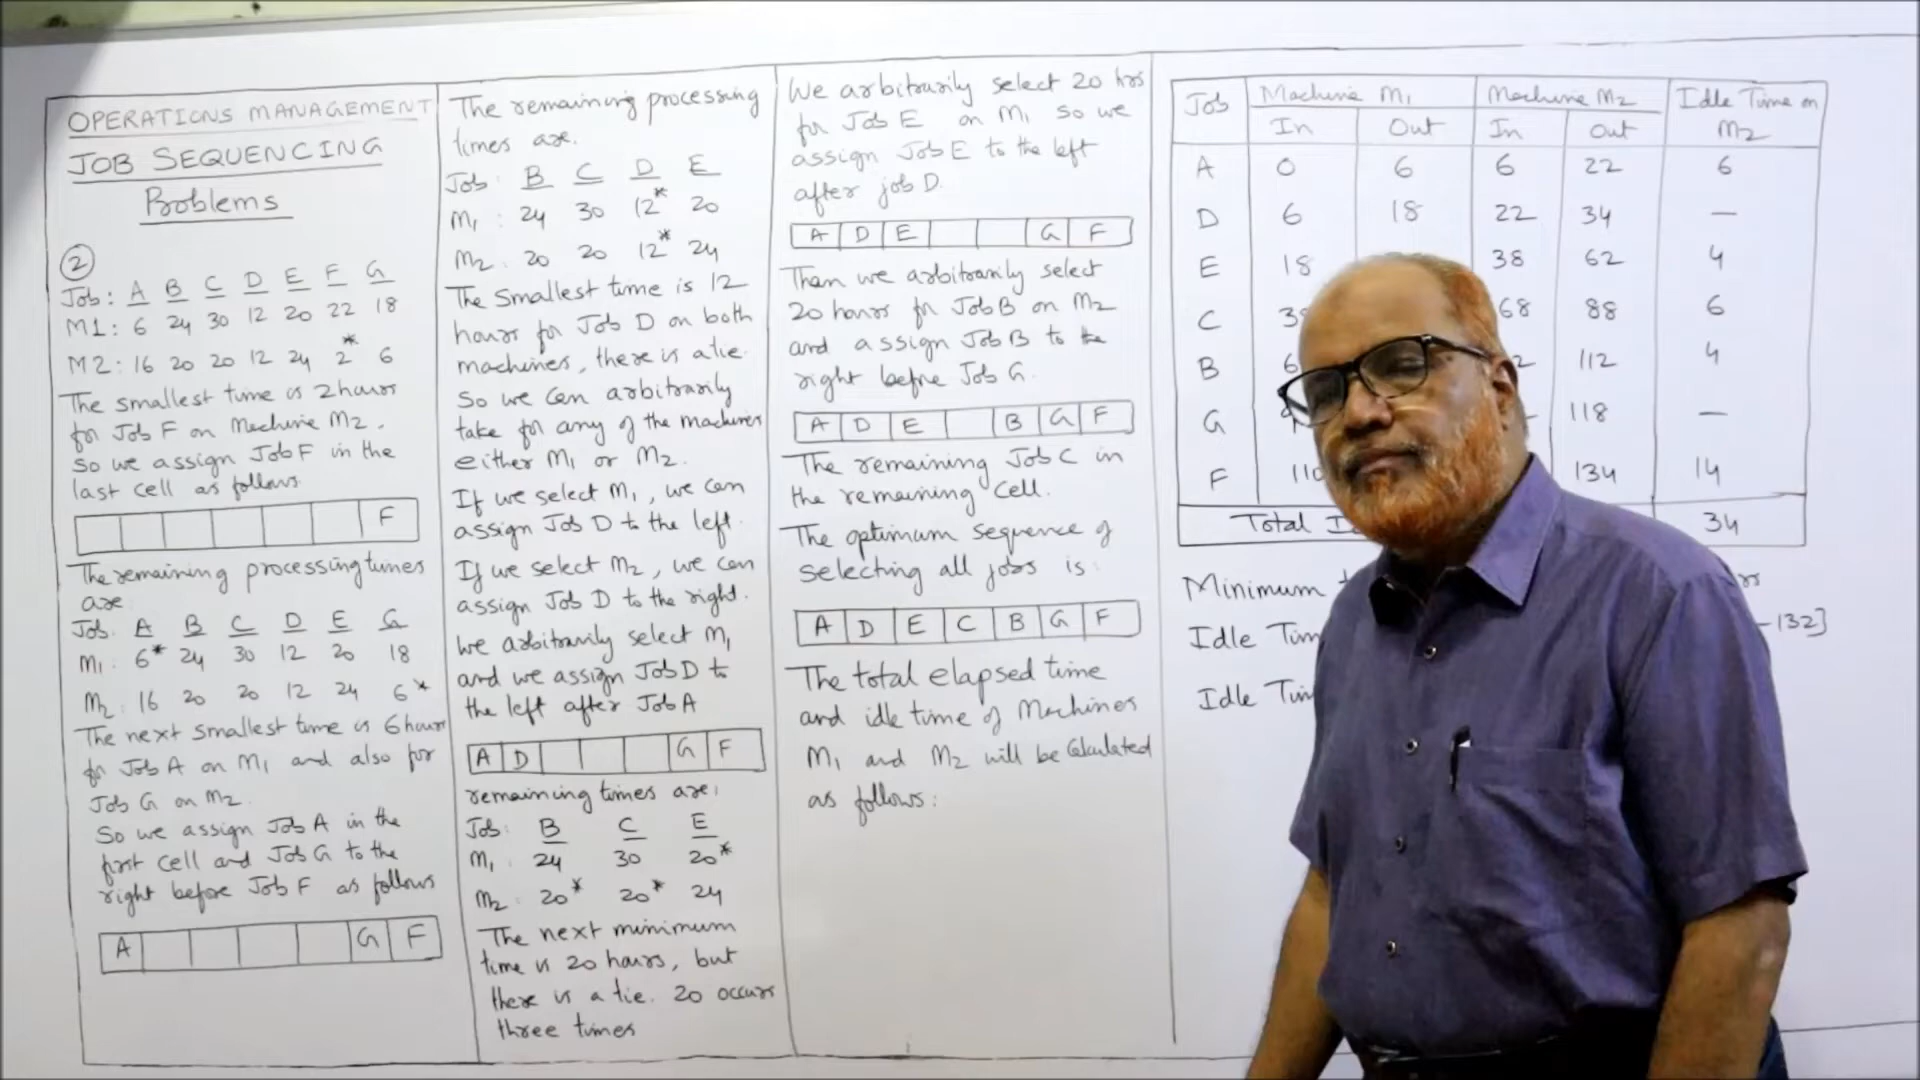 OPERATIONS MANAGEMENT
JOB SEQUENCING
Problems
2
Job: A B C D E F G
M1: 6 24 30 12 20 22 18
M2: 16 20 20 12 24 2* 6
The smallest time is 2 hours
for Job F on Machine M2.
So we assign Job F in the
last cell as follows.
F
The remaining processing times
are
Job. A B C D E G
M1: 6* 24 30 12 20 18
M2: 16 20 20 12 24 6*
The next smallest time is 6 hours
for Job A on M1 and also for
Job G on M2.
So we assign Job A in the
first cell and Job G to the
right before Job F as follows
A G F
The remaining processing
times are.
Job: B C D E
M1: 24 30 12* 20
M2: 20 20 12* 24
The smallest time is 12
hours for Job D on both
machines, there is a tie.
So we can arbitrarily
take for any of the machines
either M1 or M2.
If we select M1, we can
assign Job D to the left.
If we select M2, we can
assign Job D to the right.
we arbitrarily select M1
and we assign Job D to
the left after Job A
A D G F
remaining times are:
Job: B C E
M1: 24 30 20*
M2: 20* 20* 24
The next minimum
time is 20 hours, but
there is a tie. 20 occurs
three times
We arbitrarily select 20 hrs
for Job E on M1 so we
assign Job E to the left
after job D.
A D E G F
Then we arbitrarily select
20 hours for Job B on M2
and assign Job B to the
right before Job G.
A D E B G F
The remaining Job C in
the remaining cell.
The optimum sequence of
selecting all jobs is:
A D E C B G F
The total elapsed time
and idle time of Machines
M1 and M2 will be calculated
as follows:
Job Machine M1 Machine M2 Idle Time on
In Out In Out M2
A 0 6 6 22 6
D 6 18 22 34 —
E 18 38 62 4
C 68 88 6
B 112 4
G 118 —
F 110 134 14
Total 34
Minimum
Idle
-132]
Idle